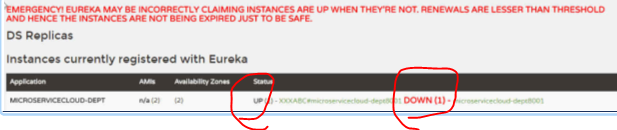 EMERGENCY! EUREKA MAY BE INCORRECTLY CLAIMING INSTANCES ARE UP WHEN THEY'RE NOT. RENEWALS ARE LESSER THAN THRESHOLD
AND HENCE THE INSTANCES ARE NOT BEING EXPIRED JUST TO BE SAFE.
DS Replicas
Instances currently registered with Eureka
Application AMIs Availability Zones Status
MICROSERVICECLOUD-DEPT n/a (2) (2) UP (1) - XXXABC#microservicecloud-dept8001 DOWN (1) - microservicecloud-dept8001